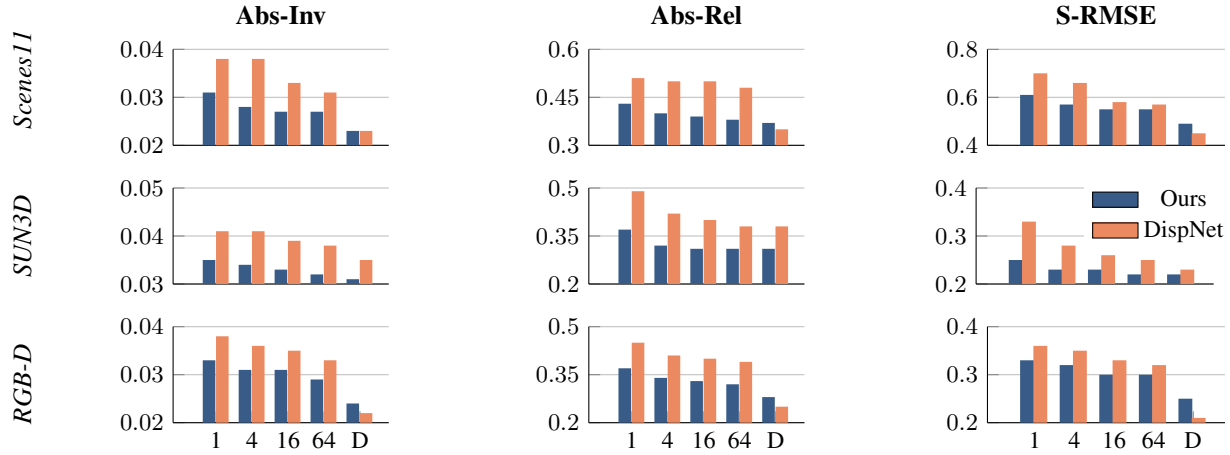 Abs-Inv Abs-Rel S-RMSE
Scenes11
0.04 0.6 0.8
0.03 0.45 0.6
0.02 0.3 0.4
SUN3D
0.05 0.5 0.4
Ours
0.04 0.35 0.3
DispNet
0.03 0.2 0.2
RGB-D
0.04 0.5 0.4
0.03 0.35 0.3
0.02 0.2 0.2
1 4 16 64 D 1 4 16 64 D 1 4 16 64 D